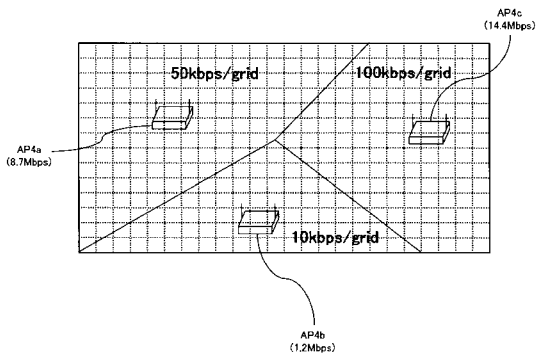 AP4c
(14.4Mbps)
50kbps/grid
100kbps/grid
AP4a
(8.7Mbps)
10kbps/grid
AP4b
(1.2Mbps)